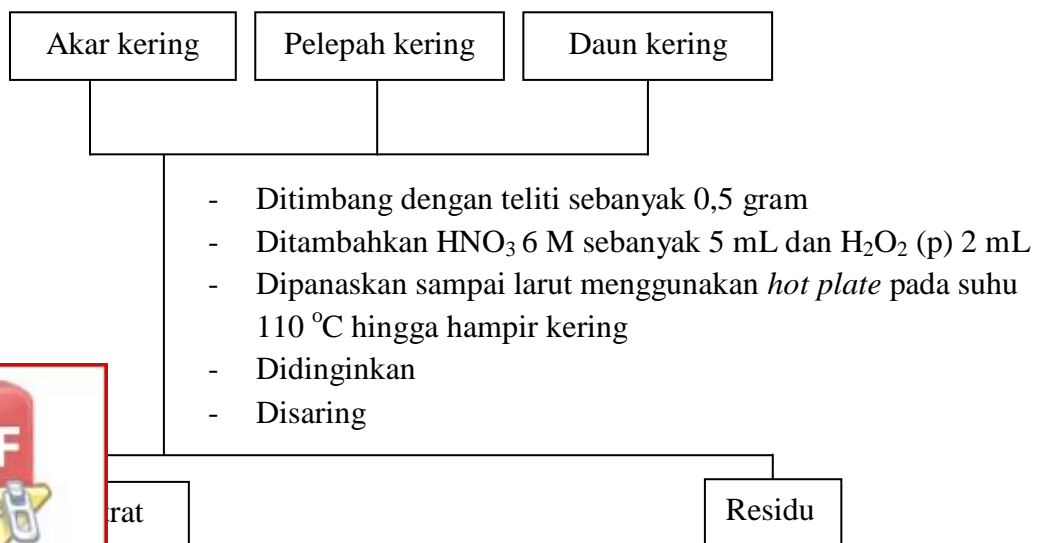 Akar kering Pelepah kering Daun kering
- Ditimbang dengan teliti sebanyak 0,5 gram
- Ditambahkan HNO₃ 6 M sebanyak 5 mL dan H₂O₂ (p) 2 mL
- Dipanaskan sampai larut menggunakan hot plate pada suhu
110 °C hingga hampir kering
- Didinginkan
- Disaring
Residu